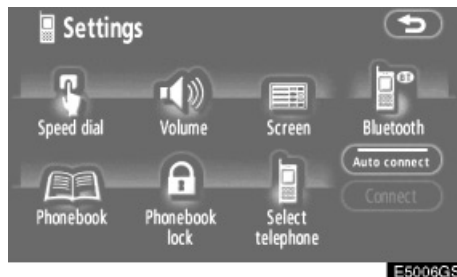 Settings
Speed dial
Volume
Screen
Bluetooth
Auto connect
Connect
Phonebook
Phonebook
lock
Select
telephone
E5006GS